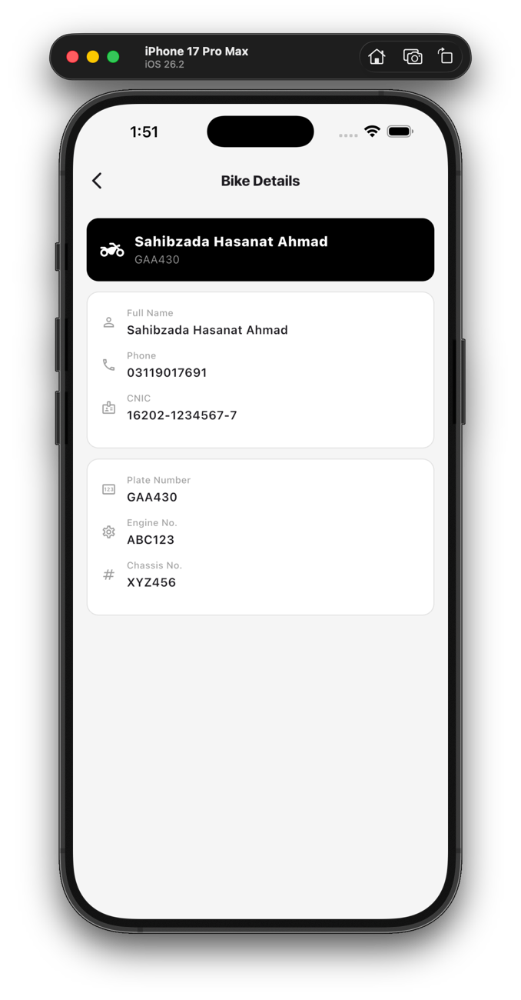 iPhone 17 Pro Max
iOS 26.2
1:51
Bike Details
Sahibzada Hasanat Ahmad
GAA430
Full Name
Sahibzada Hasanat Ahmad
Phone
03119017691
CNIC
16202-1234567-7
123
Plate Number
GAA430
Engine No.
ABC123
# Chassis No.
XYZ456